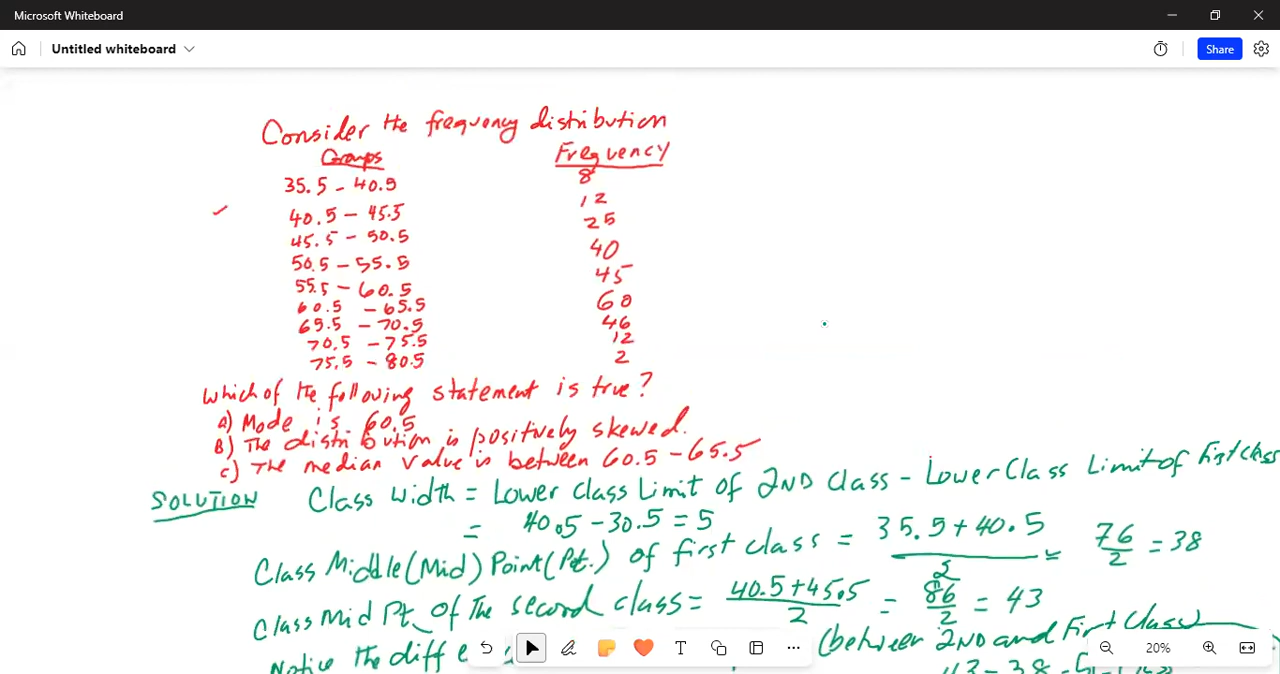 Microsoft Whiteboard
Untitled whiteboard
Share
Consider the frequency distribution
Groups Frequency
35.5 - 40.5 8
40.5 - 45.5 12
45.5 - 50.5 25
50.5 - 55.5 40
55.5 - 60.5 45
60.5 - 65.5 60
65.5 - 70.5 46
70.5 - 75.5 12
75.5 - 80.5 2
Which of the following statement is true?
A) Mode is 60.5
B) The distribution is positively skewed.
C) The median value is between 60.5 - 65.5
SOLUTION Class width = Lower Class Limit of 2ND Class - Lower Class Limit of First Class
= 40.5 - 30.5 = 5
Class Middle (Mid) Point (Pt.) of first class = 35.5 + 40.5 / 2 = 76/2 = 38
Class Mid Pt. of The second class = 40.5 + 45.5 / 2 = 86/2 = 43
Notice the diff (between 2ND and First Class)
43 - 38 = 5
20%